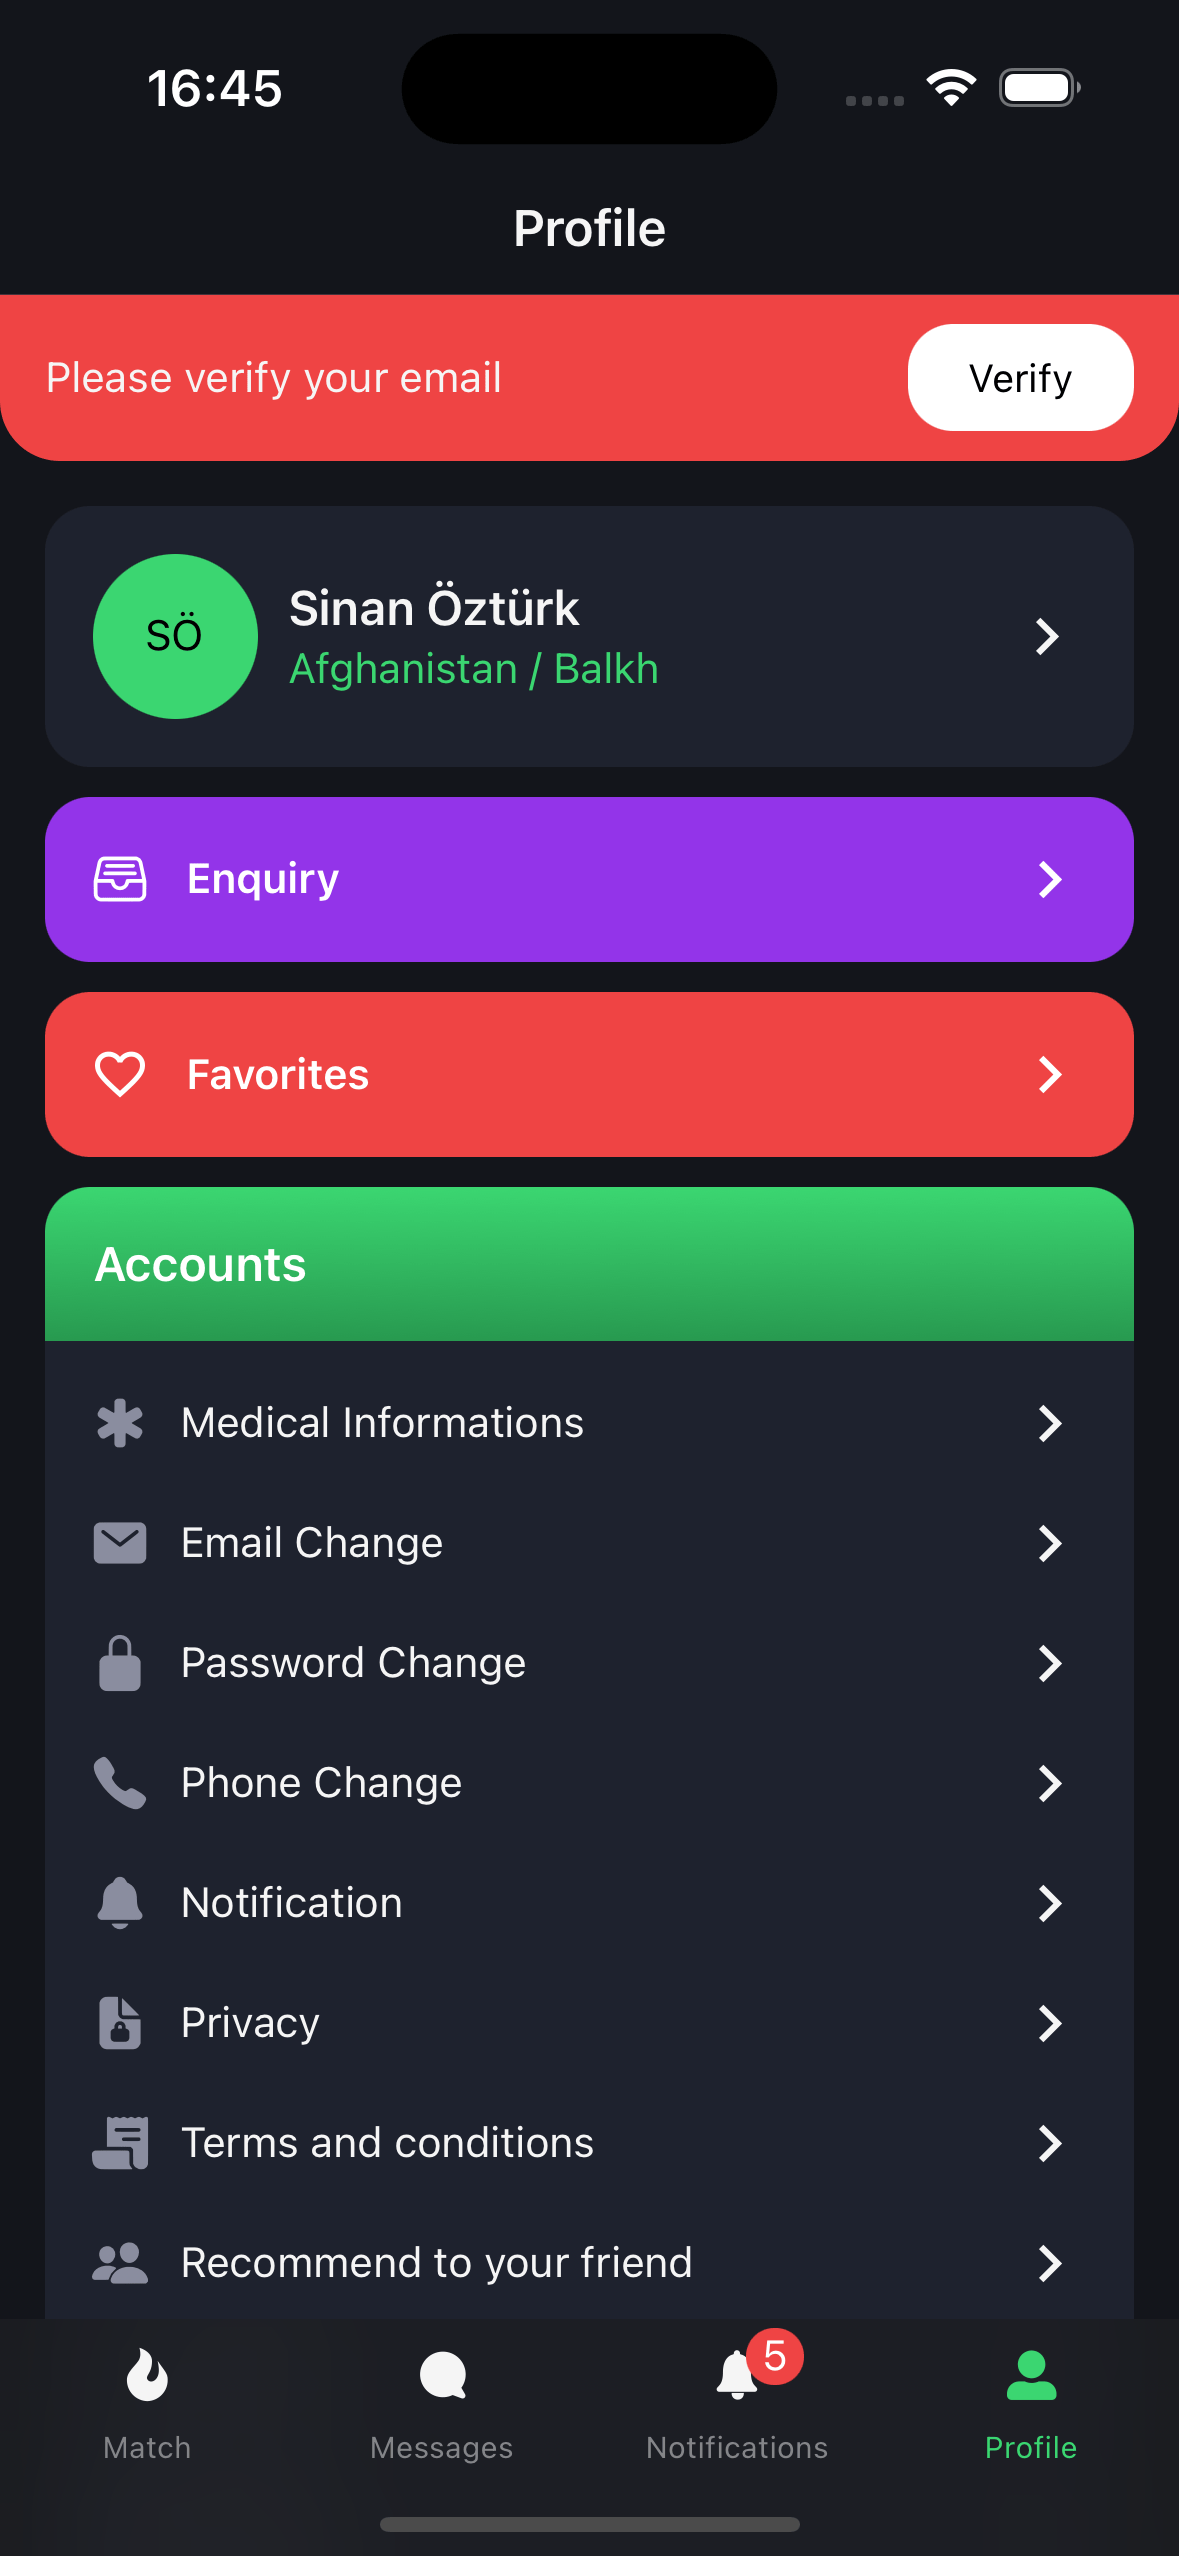 16:45
Profile
Please verify your email
Verify
SÖ
Sinan Öztürk
Afghanistan / Balkh
Enquiry
Favorites
Accounts
Medical Informations
Email Change
Password Change
Phone Change
Notification
Privacy
Terms and conditions
Recommend to your friend
5
Match
Messages
Notifications
Profile